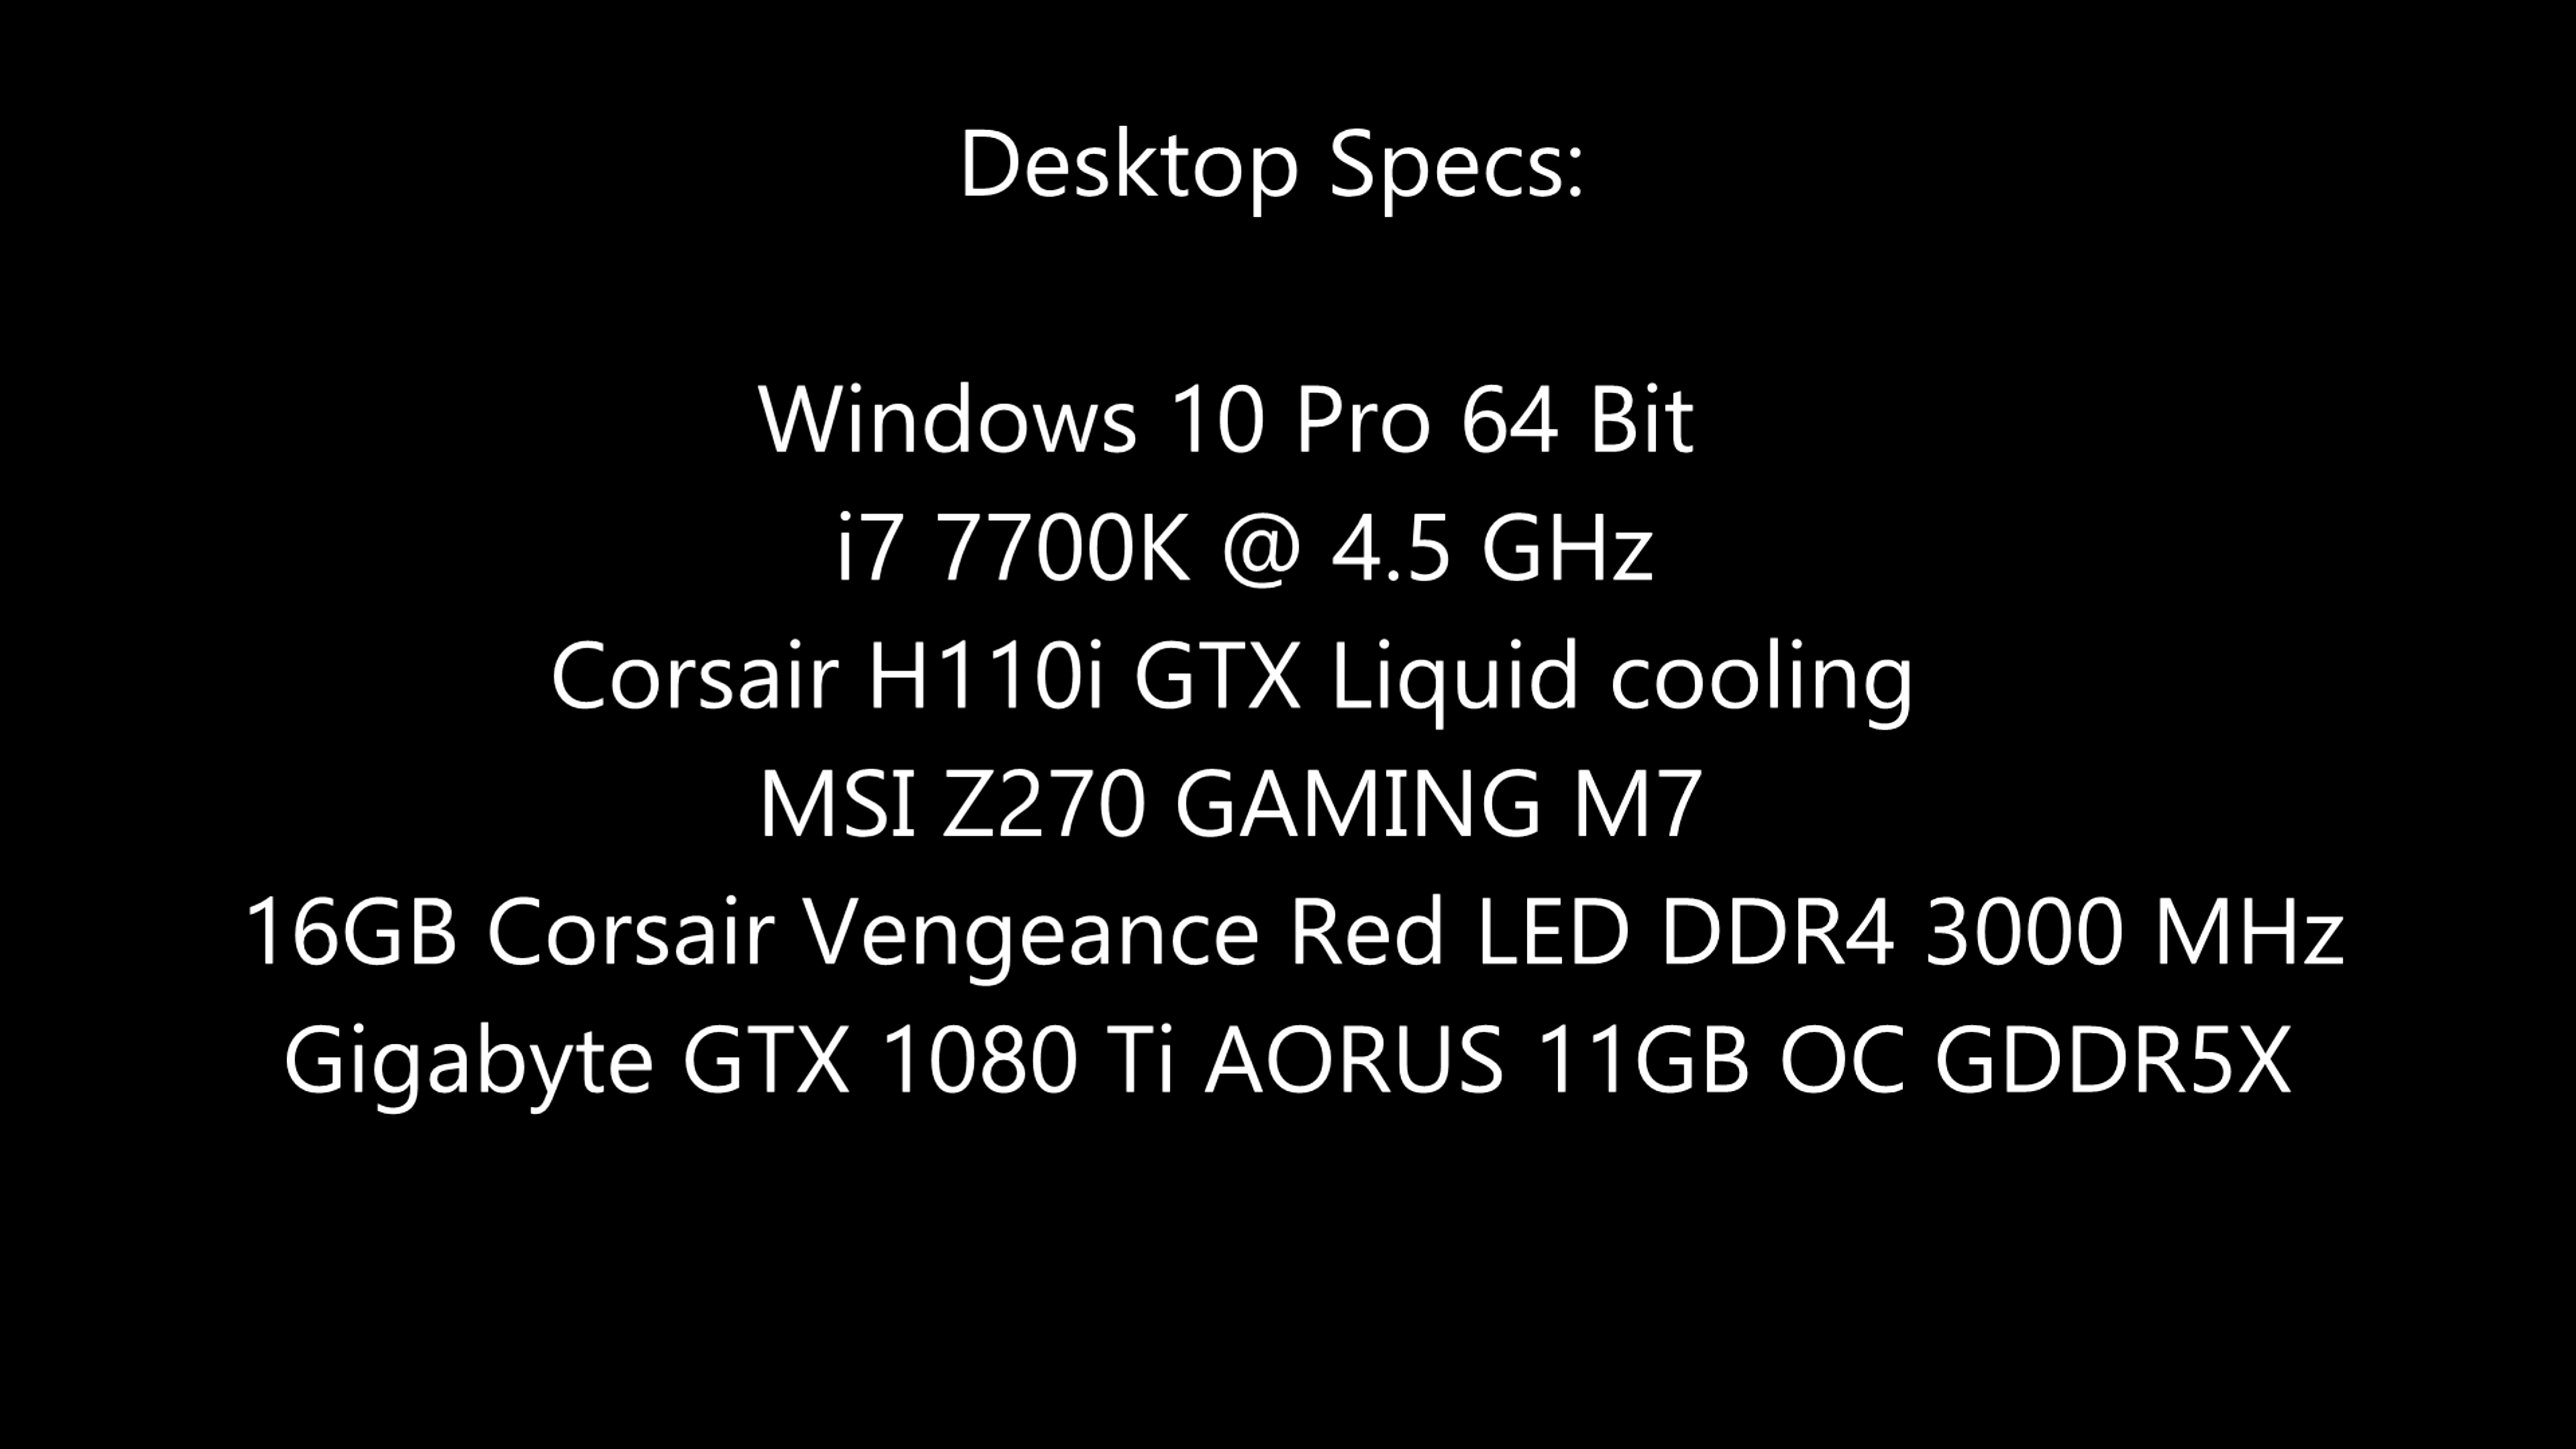 Desktop Specs:
Windows 10 Pro 64 Bit
i7 7700K @ 4.5 GHz
Corsair H110i GTX Liquid cooling
MSI Z270 GAMING M7
16GB Corsair Vengeance Red LED DDR4 3000 MHz
Gigabyte GTX 1080 Ti AORUS 11GB OC GDDR5X